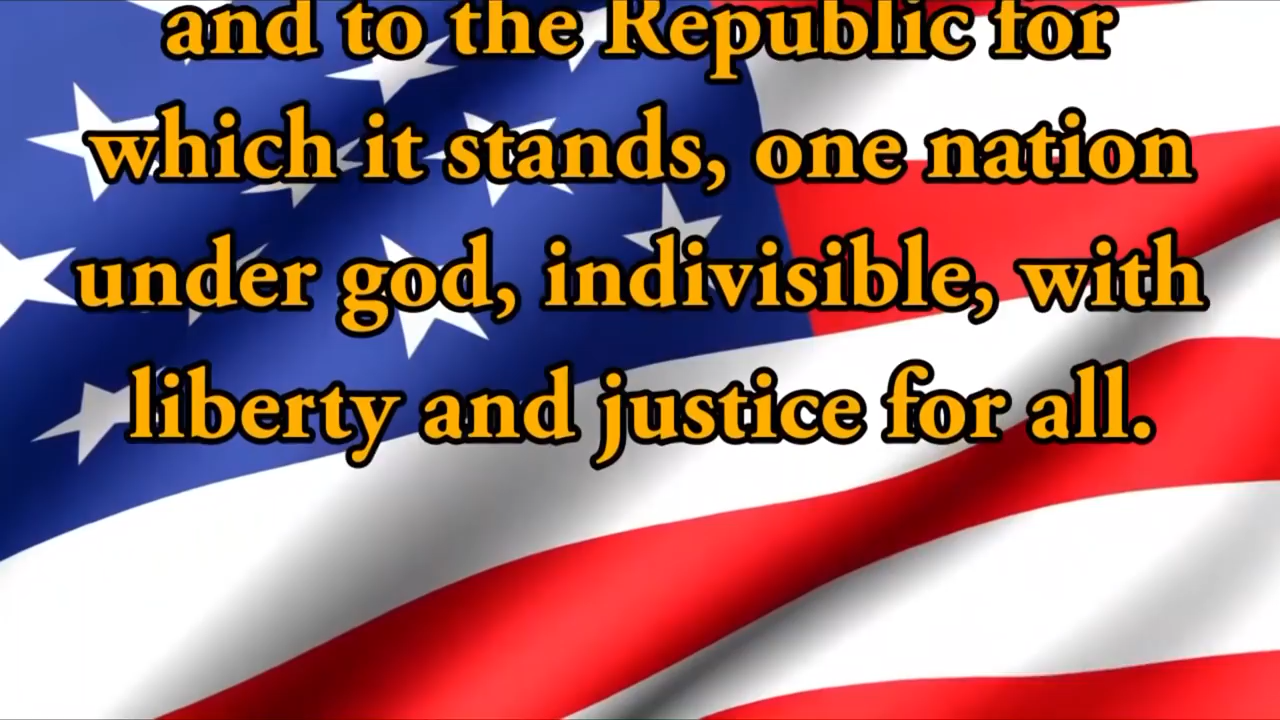 and to the Republic for
which it stands, one nation
under god, indivisible, with
liberty and justice for all.